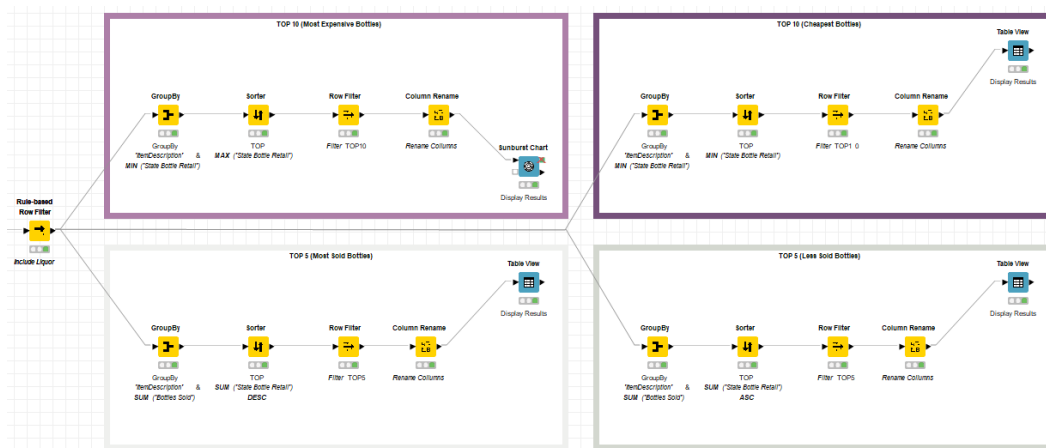 TOP 10 (Most Expensive Bottles)
GroupBy
Sorter
Row Filter
Column Rename
GroupBy
"ItemDescription" &
MIN ("State Bottle Retail")
TOP
MAX ("State Bottle Retail")
Filter TOP10
Rename Columns
Sunburst Chart
Display Results
TOP 10 (Cheapest Bottles)
Table View
Display Results
GroupBy
Sorter
Row Filter
Column Rename
GroupBy
"ItemDescription" &
MIN ("State Bottle Retail")
TOP
MIN ("State Bottle Retail")
Filter TOP1 0
Rename Columns
Rule-based
Row Filter
Include Liquor
TOP 5 (Most Sold Bottles)
Table View
Display Results
GroupBy
Sorter
Row Filter
Column Rename
GroupBy
"ItemDescription" &
SUM ("Bottles Sold")
TOP
SUM ("State Bottle Retail")
DESC
Filter TOP5
Rename Columns
TOP 5 (Less Sold Bottles)
Table View
Display Results
GroupBy
Sorter
Row Filter
Column Rename
GroupBy
"ItemDescription" &
SUM ("Bottles Sold")
TOP
SUM ("State Bottle Retail")
ASC
Filter TOP5
Rename Columns